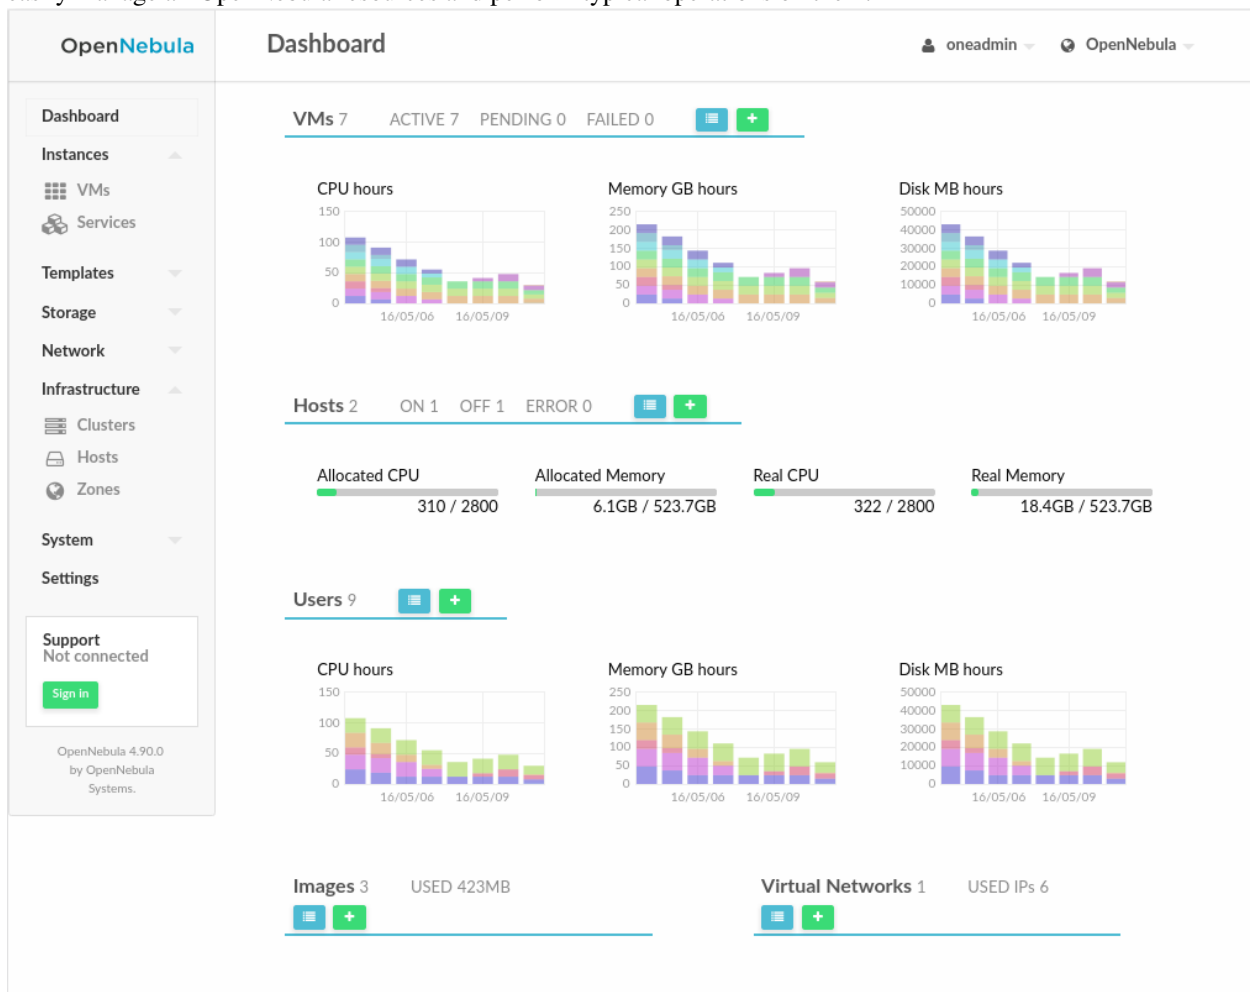 OpenNebula
Dashboard
oneadmin
OpenNebula
Dashboard
Instances
VMs
Services
Templates
Storage
Network
Infrastructure
Clusters
Hosts
Zones
System
Settings
Support
Not connected
Sign in
OpenNebula 4.90.0
by OpenNebula
Systems.
VMs 7 ACTIVE 7 PENDING 0 FAILED 0
CPU hours
150
100
50
0
16/05/06 16/05/09
Memory GB hours
250
200
150
100
50
0
16/05/06 16/05/09
Disk MB hours
50000
40000
30000
20000
10000
0
16/05/06 16/05/09
Hosts 2 ON 1 OFF 1 ERROR 0
Allocated CPU
310 / 2800
Allocated Memory
6.1GB / 523.7GB
Real CPU
322 / 2800
Real Memory
18.4GB / 523.7GB
Users 9
CPU hours
150
100
50
0
16/05/06 16/05/09
Memory GB hours
250
200
150
100
50
0
16/05/06 16/05/09
Disk MB hours
50000
40000
30000
20000
10000
0
16/05/06 16/05/09
Images 3 USED 423MB
Virtual Networks 1 USED IPs 6